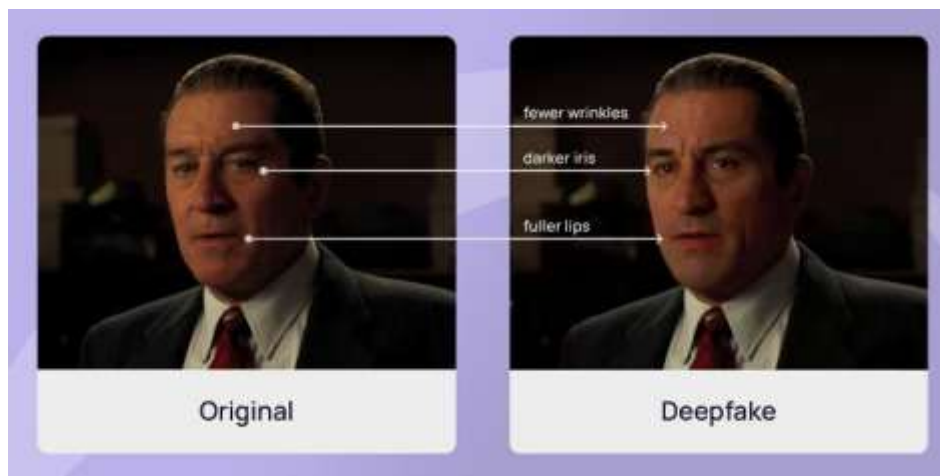 fewer wrinkles
darker iris
fuller lips
Original
Deepfake